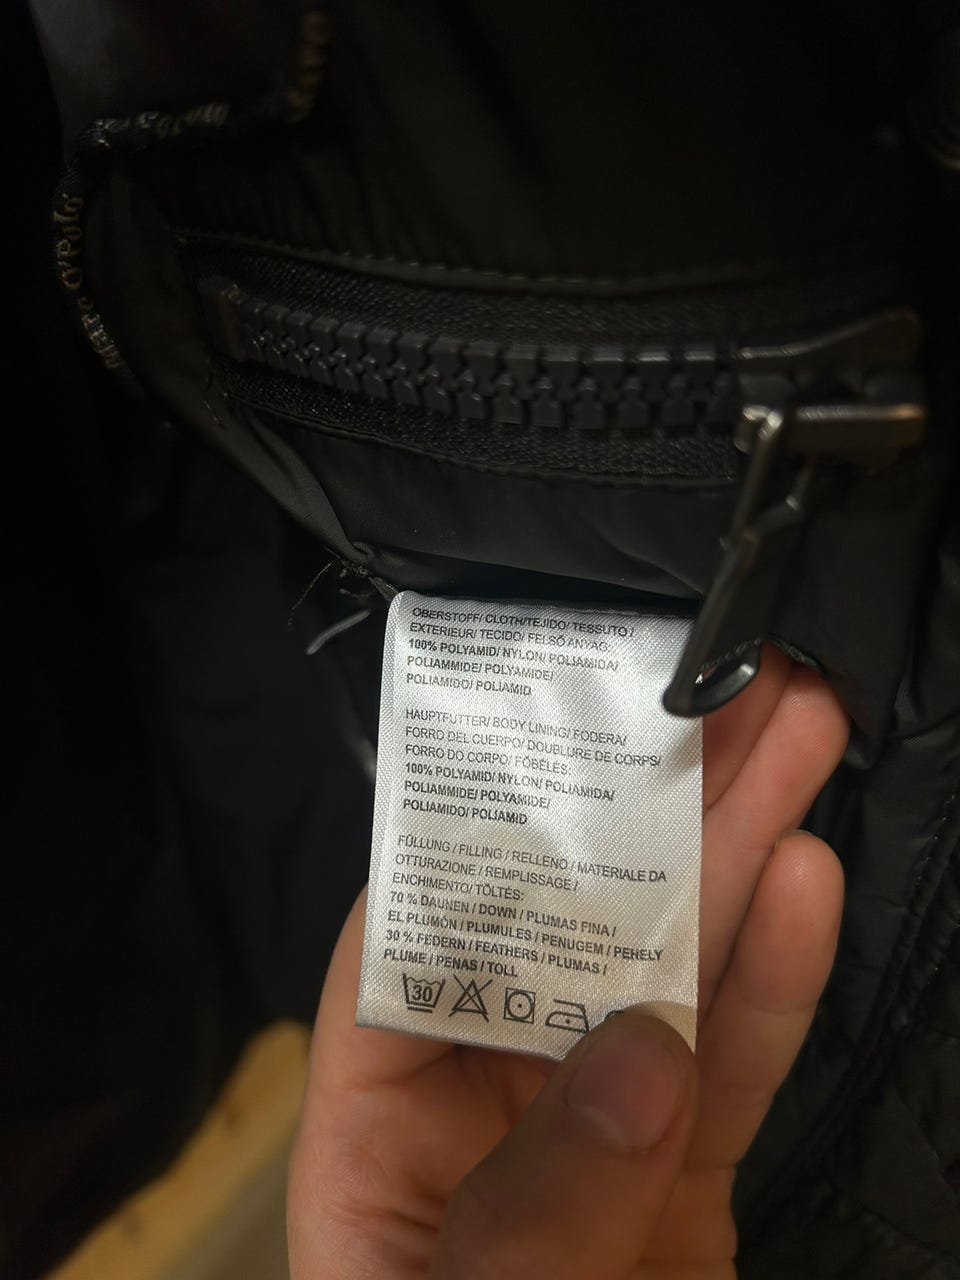 Marc O'Polo
OBERSTOFF/ CLOTH/TEJIDO/ TESSUTO /
EXTERIEUR/ TECIDO/ FELSŐ ANYAG:
100% POLYAMID/ NYLON/ POLIAMIDA/
POLIAMMIDE/ POLYAMIDE/
POLIAMIDO/ POLIAMID
HAUPTFUTTER/ BODY LINING/ FODERA/
FORRO DEL CUERPO/ DOUBLURE DE CORPS/
FORRO DO CORPO/ FÖBÉLÉS:
100% POLYAMID/ NYLON/ POLIAMIDA/
POLIAMMIDE/ POLYAMIDE/
POLIAMIDO/ POLIAMID
FÜLLUNG / FILLING / RELLENO / MATERIALE DA
OTTURAZIONE / REMPLISSAGE /
ENCHIMENTO/ TÖLTÉS:
70 % DAUNEN / DOWN / PLUMAS FINA /
EL PLUMÓN / PLUMULES / PENUGEM / PEHELY
30 % FEDERN / FEATHERS / PLUMAS /
PLUME / PENAS / TOLL
30